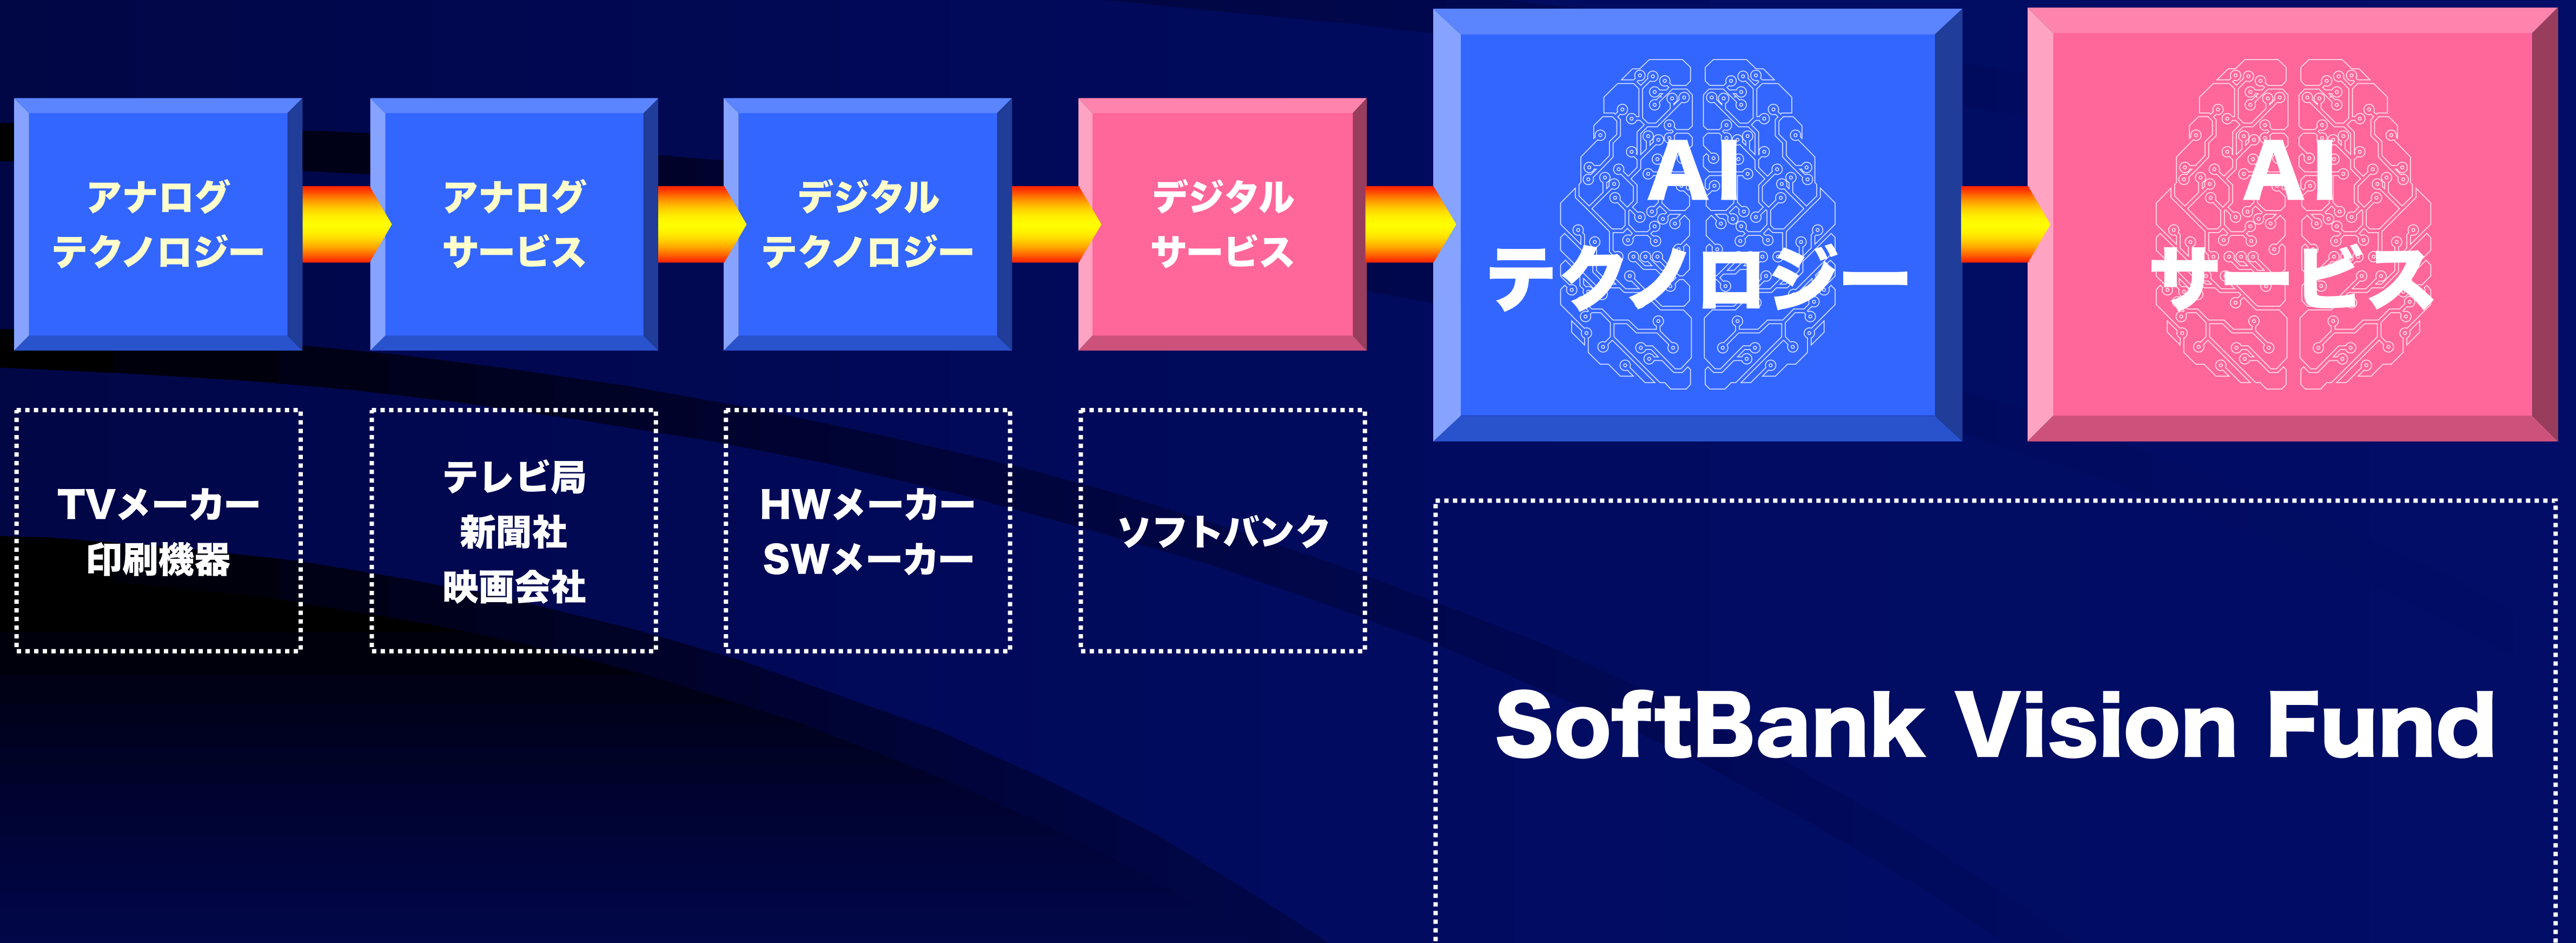 アナログ
テクノロジー
アナログ
サービス
デジタル
テクノロジー
デジタル
サービス
AI
テクノロジー
AI
サービス
TVメーカー
印刷機器
テレビ局
新聞社
映画会社
HWメーカー
SWメーカー
ソフトバンク
SoftBank Vision Fund